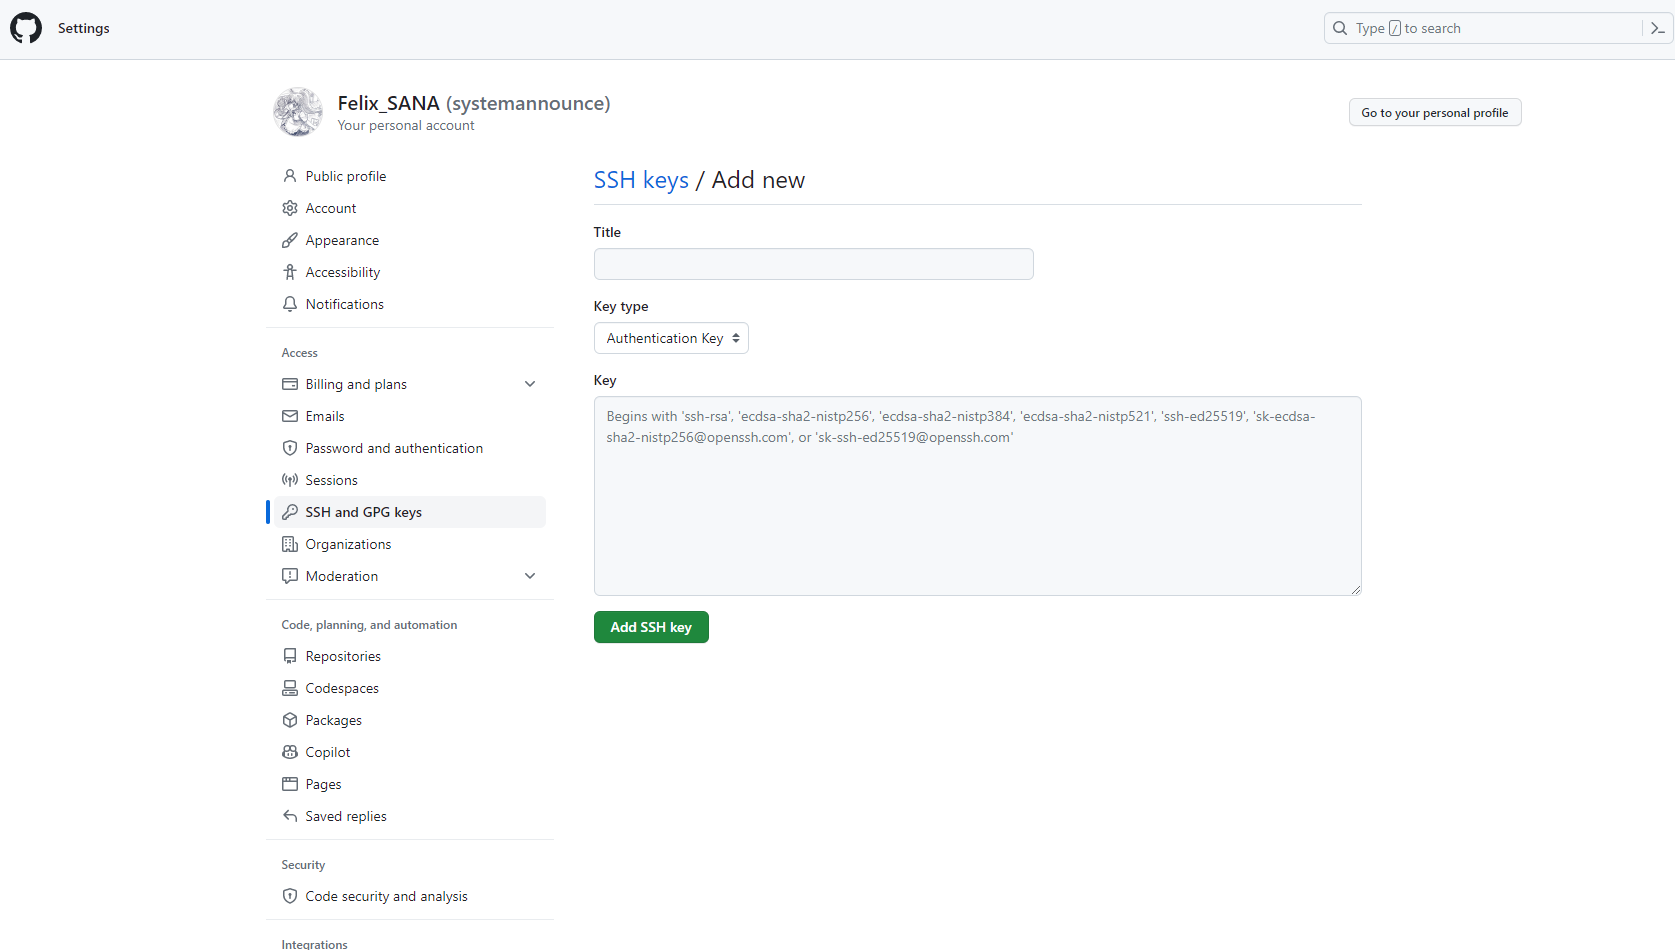 Settings
Type / to search
Felix_SANA (systemannounce)
Your personal account
Go to your personal profile
Public profile
Account
Appearance
Accessibility
Notifications
Access
Billing and plans
Emails
Password and authentication
Sessions
SSH and GPG keys
Organizations
Moderation
Code, planning, and automation
Repositories
Codespaces
Packages
Copilot
Pages
Saved replies
Security
Code security and analysis
Integrations
SSH keys / Add new
Title
Key type
Authentication Key
Key
Begins with 'ssh-rsa', 'ecdsa-sha2-nistp256', 'ecdsa-sha2-nistp384', 'ecdsa-sha2-nistp521', 'ssh-ed25519', 'sk-ecdsa-
sha2-nistp256@openssh.com', or 'sk-ssh-ed25519@openssh.com'
Add SSH key